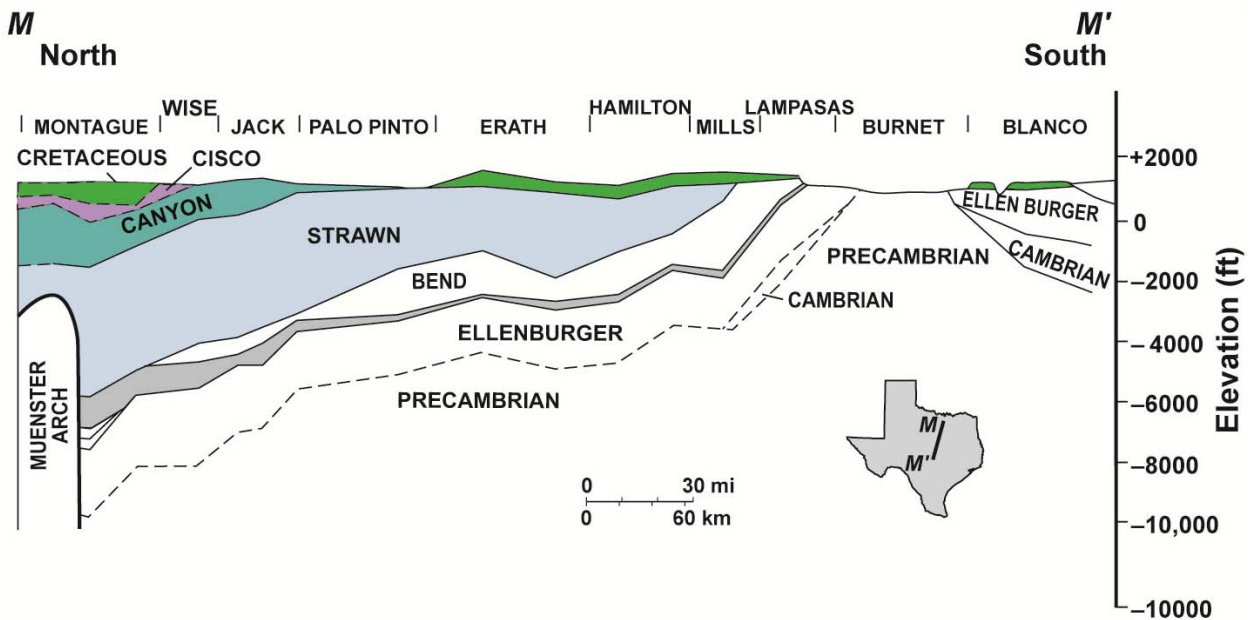 M
North
M'
South
WISE
HAMILTON
LAMPASAS
MONTAGUE
JACK
PALO PINTO
ERATH
MILLS
BURNET
BLANCO
CRETACEOUS
CISCO
CANYON
STRAWN
BEND
ELLENBURGER
PRECAMBRIAN
CAMBRIAN
PRECAMBRIAN
ELLEN BURGER
CAMBRIAN
MUENSTER
ARCH
+2000
0
–2000
–4000
–6000
–8000
–10,000
–10000
Elevation (ft)
M
M'
0 30 mi
0 60 km